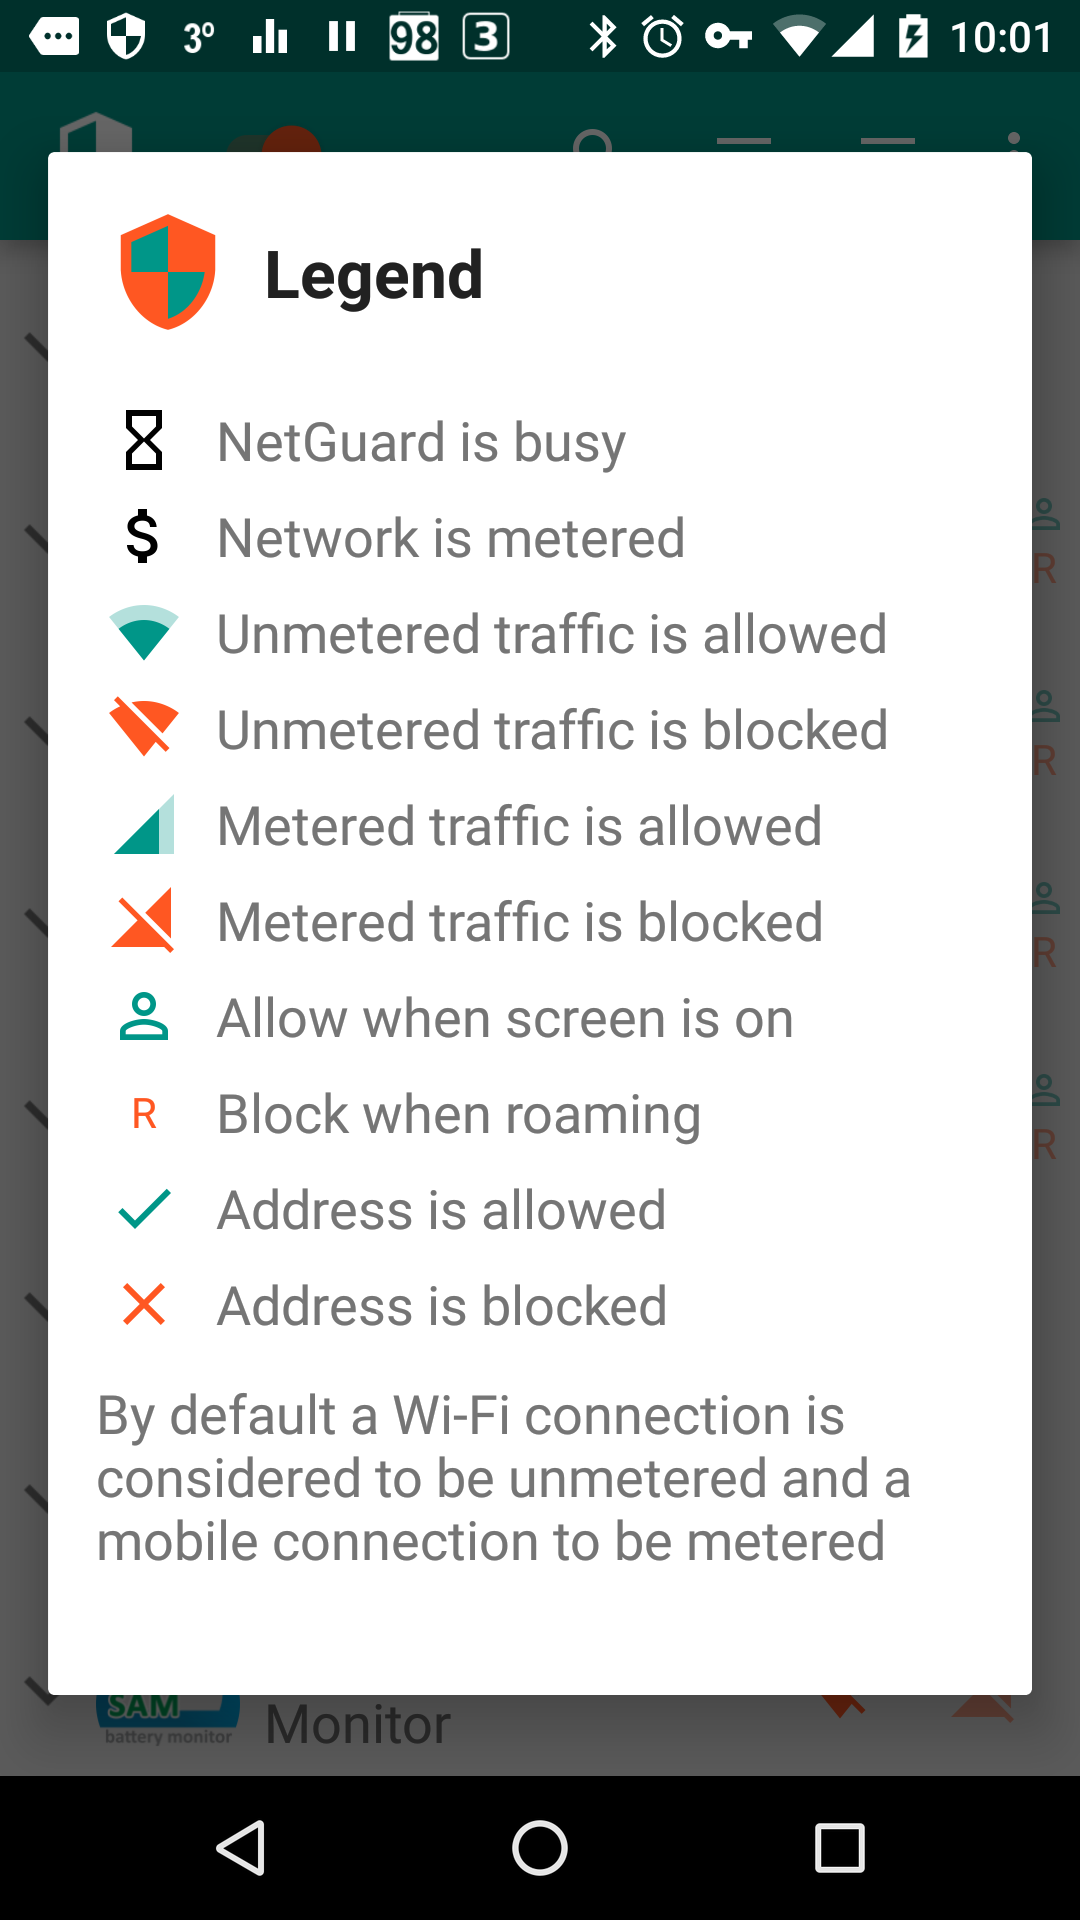 3° 98 3 10:01
Legend
NetGuard is busy
$ Network is metered
Unmetered traffic is allowed
Unmetered traffic is blocked
Metered traffic is allowed
Metered traffic is blocked
Allow when screen is on
R Block when roaming
Address is allowed
Address is blocked
By default a Wi-Fi connection is
considered to be unmetered and a
mobile connection to be metered
R
R
R
R
SAM
battery monitor
Monitor